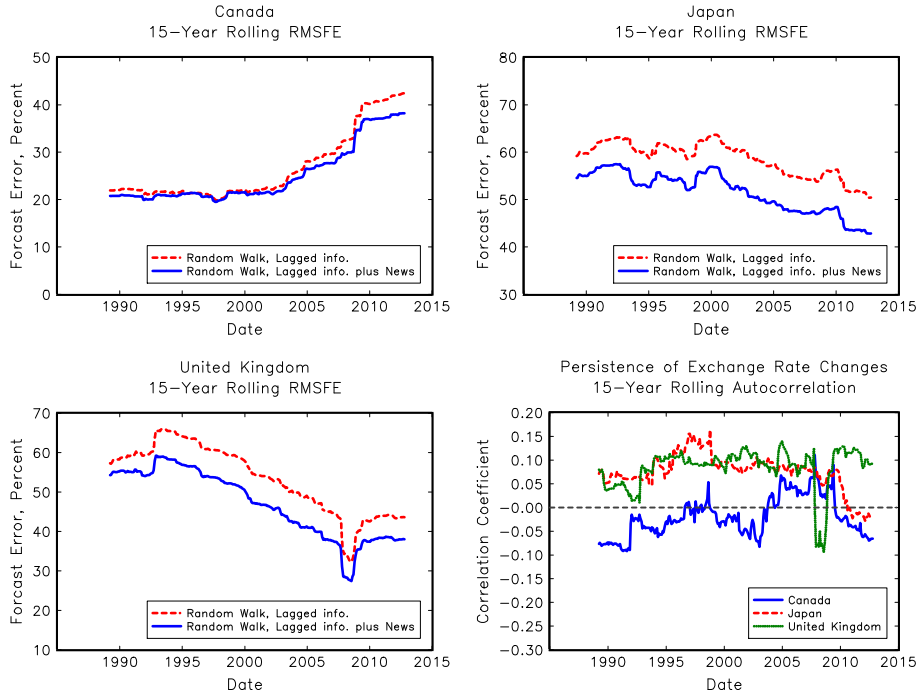 Canada
15-Year Rolling RMSFE
50
40
30
20
10
0
Forcast Error, Percent
Random Walk, Lagged info.
Random Walk, Lagged info. plus News
1990 1995 2000 2005 2010 2015
Date
Japan
15-Year Rolling RMSFE
80
70
60
50
40
30
Forcast Error, Percent
Random Walk, Lagged info.
Random Walk, Lagged info. plus News
1990 1995 2000 2005 2010 2015
Date
United Kingdom
15-Year Rolling RMSFE
70
60
50
40
30
20
10
Forcast Error, Percent
Random Walk, Lagged info.
Random Walk, Lagged info. plus News
1990 1995 2000 2005 2010 2015
Date
Persistence of Exchange Rate Changes
15-Year Rolling Autocorrelation
0.20
0.15
0.10
0.05
-0.00
-0.05
-0.10
-0.15
-0.20
-0.25
-0.30
Correlation Coefficient
Canada
Japan
United Kingdom
1990 1995 2000 2005 2010 2015
Date